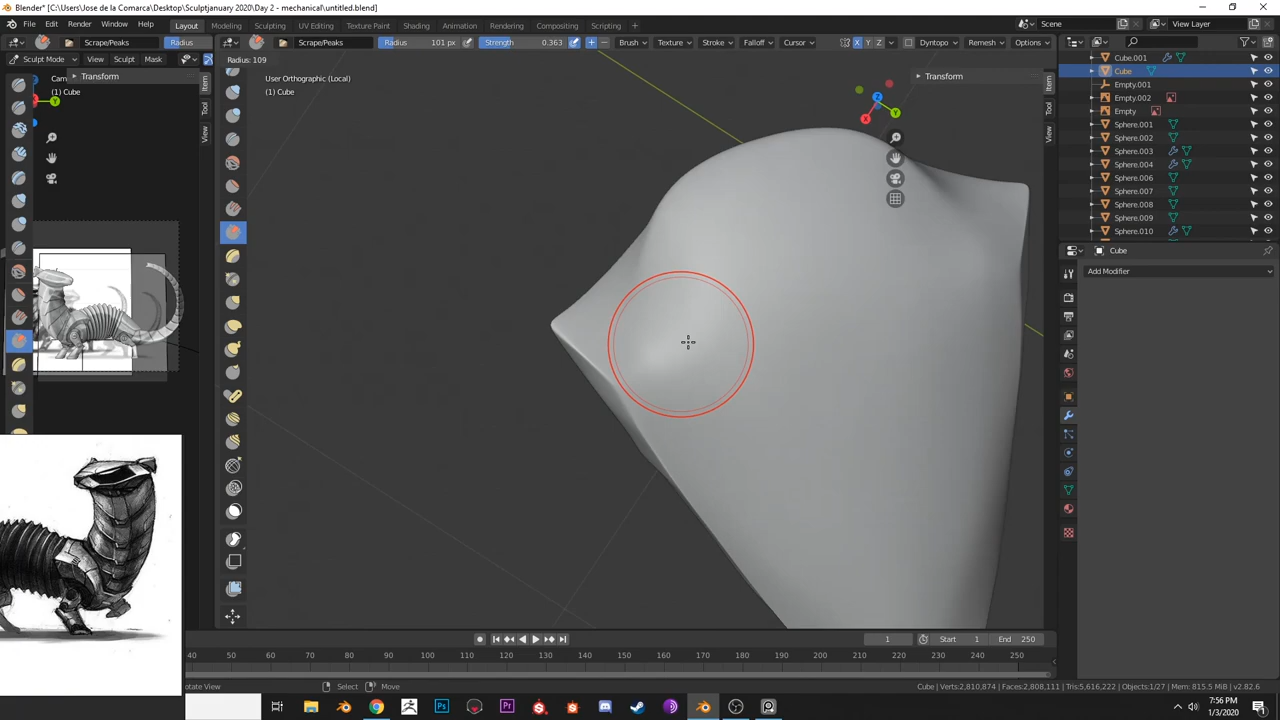 Blender* [C:\Users\Jose de la Comarca\Desktop\Sculptjanuary 2020\Day 2 - mechanical\untitled.blend]
File Edit Render Window Help Layout Modeling Sculpting UV Editing Texture Paint Shading Animation Rendering Compositing Scripting + Scene View Layer
Scrape/Peaks Radius Scrape/Peaks Radius 101 px Strength 0.363 Brush Texture Stroke Falloff Cursor X Y Z Dyntopo Remesh Options
Sculpt Mode View Sculpt Mask Radius: 109
Transform User Orthographic (Local) Transform
(1) Cube (1) Cube
Item Tool View
Item Tool View
X Y Z
Cube.001
Cube
Empty.001
Empty.002
Empty
Sphere.001
Sphere.002
Sphere.003
Sphere.004
Sphere.006
Sphere.007
Sphere.008
Sphere.009
Sphere.010
Cube
Add Modifier
1 Start 1 End 250
40 50 60 70 80 90 100 110 120 130 140 150 160 170 180 190 200 210 220 230 240 250
otate View Select Move Cube | Verts:2,810,874 | Faces:2,808,111 | Tris:5,616,222 | Objects:1/27 | Mem: 815.5 MiB | v2.82.6
7:56 PM
1/3/2020